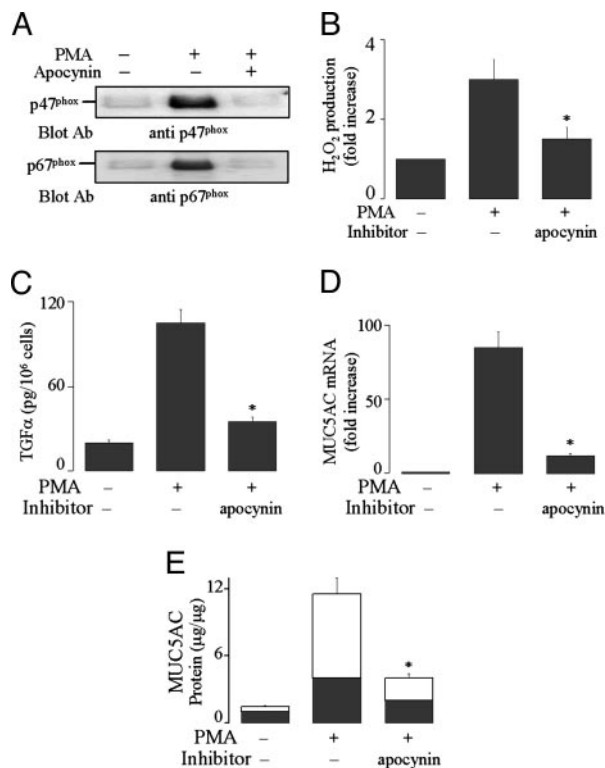 A
PMA – + +
Apocynin – – +
p47phox
Blot Ab anti p47phox
p67phox
Blot Ab anti p67phox
B
H2O2 production
(fold increase)
4
2
0
PMA – + +
Inhibitor – – apocynin
C
TGFα (pg/10⁶ cells)
120
60
0
PMA – + +
Inhibitor – – apocynin
*
D
MUC5AC mRNA
(fold increase)
100
50
0
*
PMA – + +
Inhibitor – – apocynin
E
MUC5AC
Protein (μg/μg)
12
6
0
*
PMA – + +
Inhibitor – – apocynin